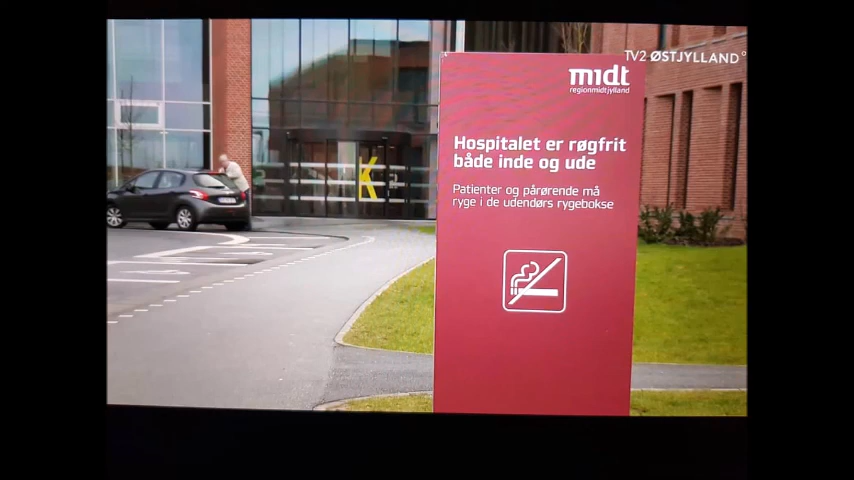 TV2 ØSTJYLLAND
midt
regionmidtjylland
Hospitalet er røgfrit
både inde og ude
Patienter og pårørende må
ryge i de udendørs rygebokse
K